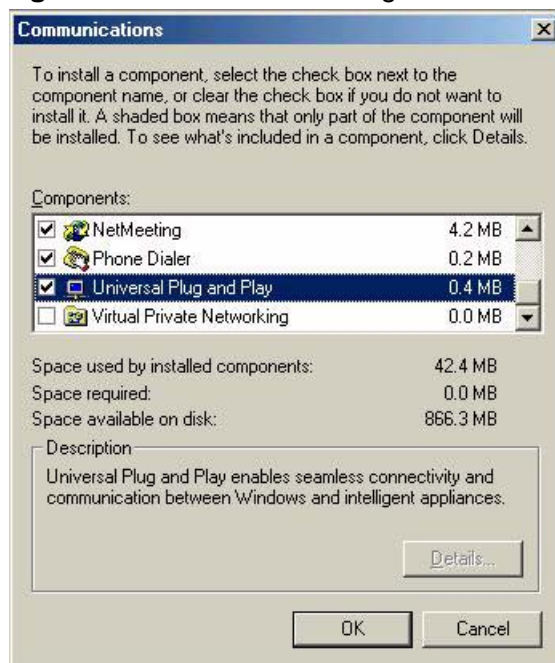 Communications
To install a component, select the check box next to the
component name, or clear the check box if you do not want to
install it. A shaded box means that only part of the component will
be installed. To see what's included in a component, click Details.
Components:
NetMeeting 4.2 MB
Phone Dialer 0.2 MB
Universal Plug and Play 0.4 MB
Virtual Private Networking 0.0 MB
Space used by installed components: 42.4 MB
Space required: 0.0 MB
Space available on disk: 866.3 MB
Description
Universal Plug and Play enables seamless connectivity and
communication between Windows and intelligent appliances.
Details...
OK Cancel